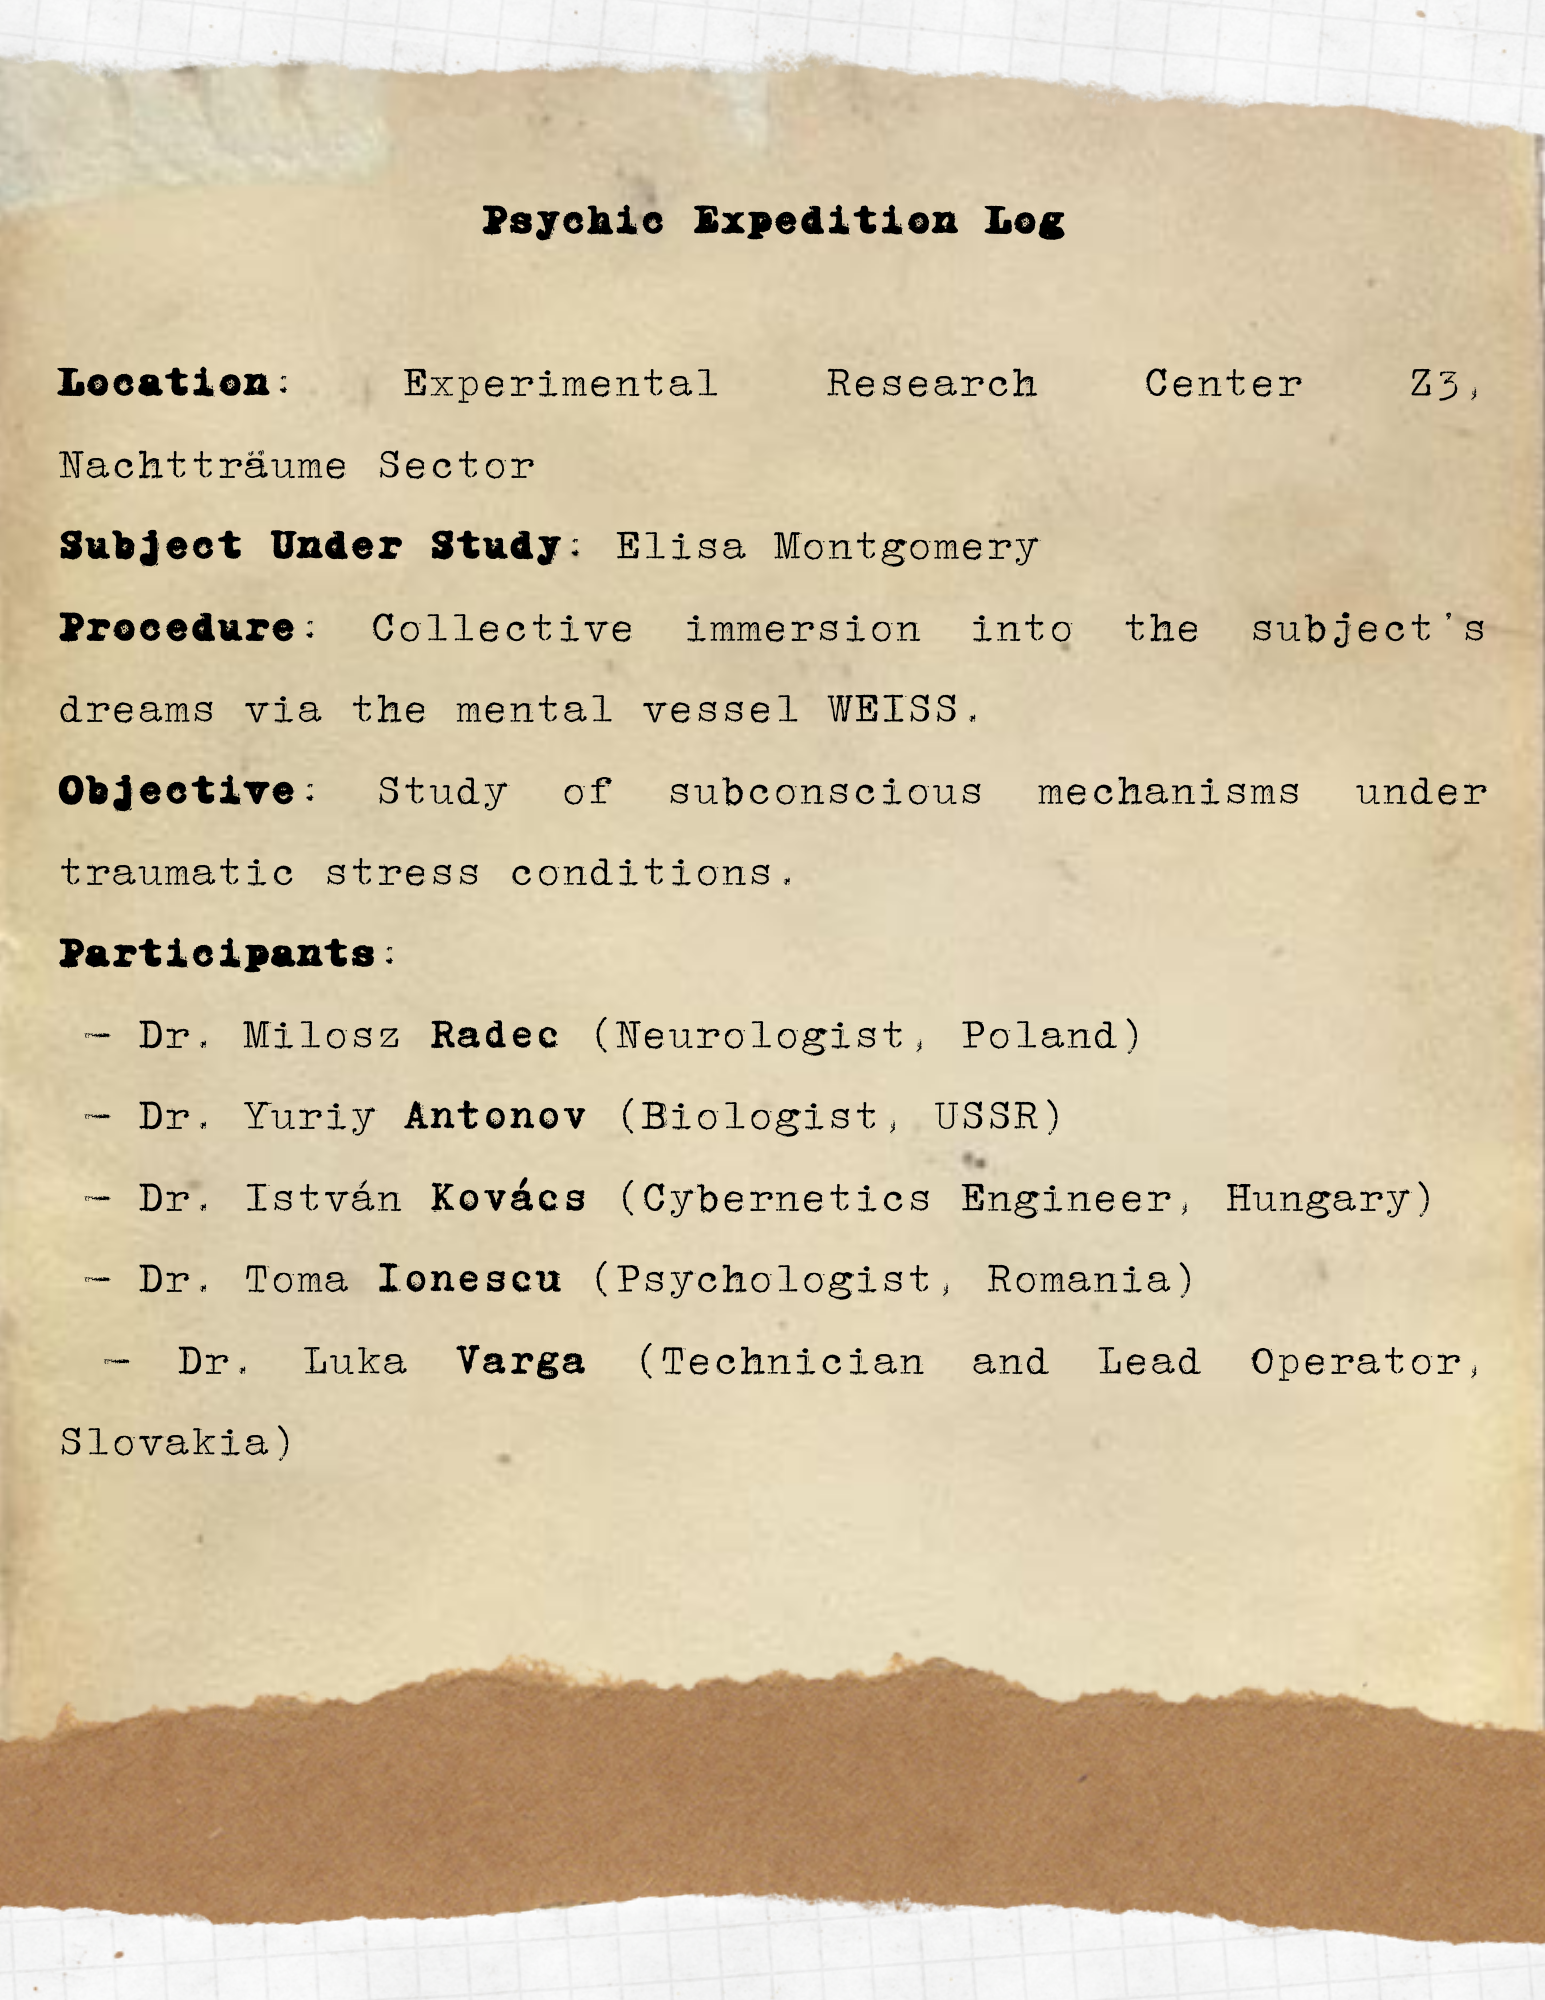 Psychic Expedition Log
Location: Experimental Research Center Z3,
Nachtträume Sector
Subject Under Study: Elisa Montgomery
Procedure: Collective immersion into the subject's
dreams via the mental vessel WEISS.
Objective: Study of subconscious mechanisms under
traumatic stress conditions.
Participants:
— Dr. Milosz Radec (Neurologist, Poland)
— Dr. Yuriy Antonov (Biologist, USSR)
— Dr. István Kovács (Cybernetics Engineer, Hungary)
— Dr. Toma Ionescu (Psychologist, Romania)
— Dr. Luka Varga (Technician and Lead Operator,
Slovakia)